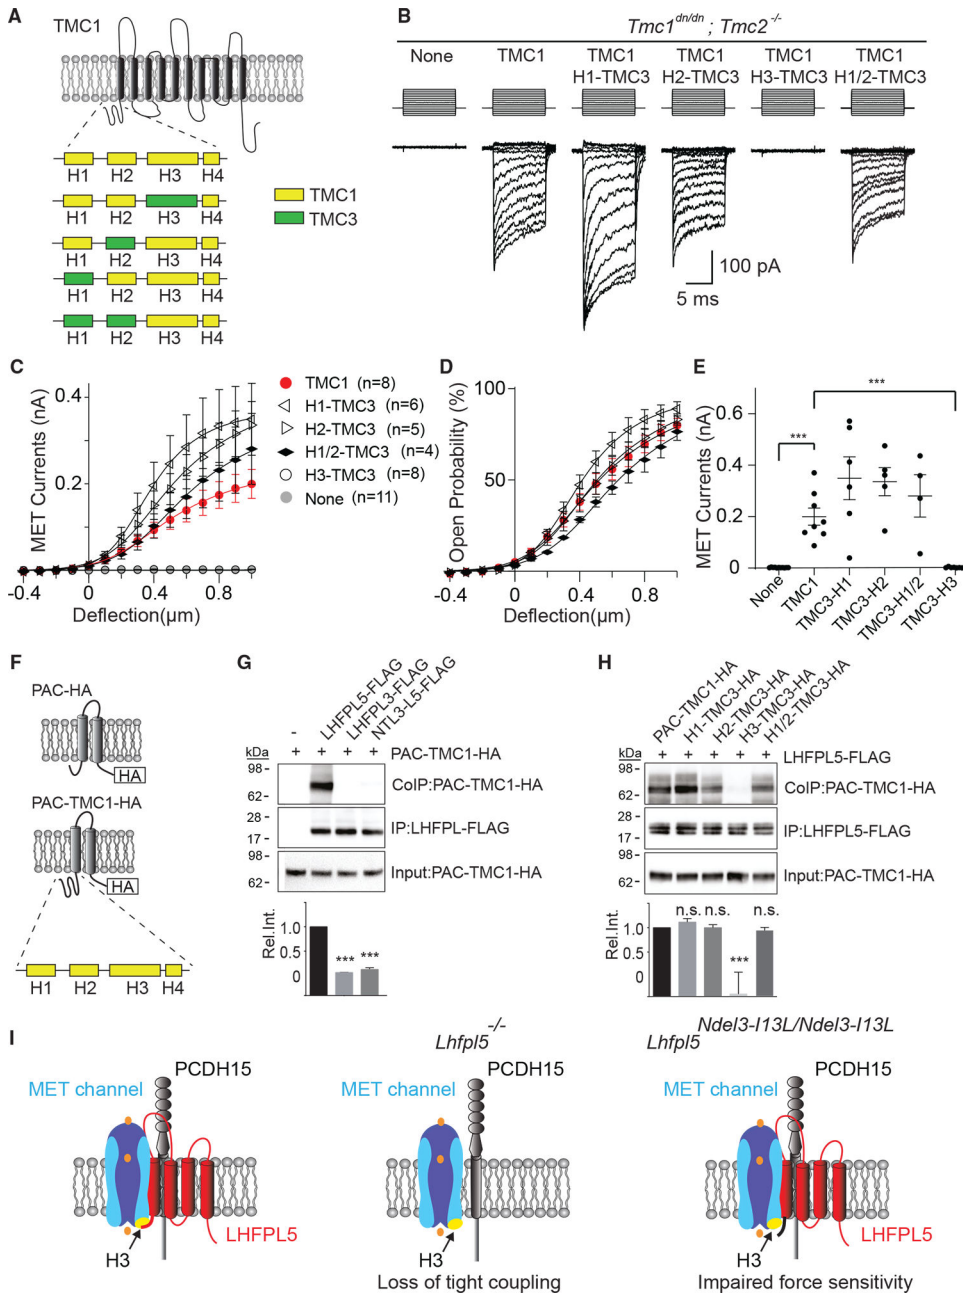 A
TMC1
H1 H2 H3 H4
H1 H2 H3 H4
H1 H2 H3 H4
H1 H2 H3 H4
H1 H2 H3 H4
TMC1
TMC3
B
Tmc1dn/dn ; Tmc2-/-
None
TMC1
TMC1 H1-TMC3
TMC1 H2-TMC3
TMC1 H3-TMC3
TMC1 H1/2-TMC3
100 pA
5 ms
C
MET Currents (nA)
0.4
0.2
-0.4 0 0.4 0.8
Deflection(µm)
TMC1 (n=8)
H1-TMC3 (n=6)
H2-TMC3 (n=5)
H1/2-TMC3 (n=4)
H3-TMC3 (n=8)
None (n=11)
D
Open Probability (%)
100
50
-0.4 0 0.4 0.8
Deflection(µm)
E
MET Currents (nA)
0.6
0.4
0.2
0
***
***
None
TMC1
TMC3-H1
TMC3-H2
TMC3-H1/2
TMC3-H3
F
PAC-HA
HA
PAC-TMC1-HA
HA
H1 H2 H3 H4
G
- LHFPL5-FLAG LHFPL3-FLAG NTL3-L5-FLAG
kDa + + + + PAC-TMC1-HA
98
62
CoIP:PAC-TMC1-HA
28
17
IP:LHFPL-FLAG
98
62
Input:PAC-TMC1-HA
Rel.Int.
1.0
0.5
0
*** ***
H
PAC-TMC1-HA H1-TMC3-HA H2-TMC3-HA H3-TMC3-HA H1/2-TMC3-HA
kDa + + + + + LHFPL5-FLAG
98
62
CoIP:PAC-TMC1-HA
28
17
IP:LHFPL5-FLAG
98
62
Input:PAC-TMC1-HA
Rel.Int.
1.0
0.5
0
n.s. n.s. *** n.s.
I
PCDH15
MET channel
LHFPL5
H3
Lhfpl5-/-
PCDH15
MET channel
H3
Loss of tight coupling
Lhfpl5Ndel3-I13L/Ndel3-I13L
PCDH15
MET channel
LHFPL5
H3
Impaired force sensitivity